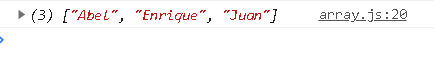 ▶ (3) ["Abel", "Enrique", "Juan"] array.js:20